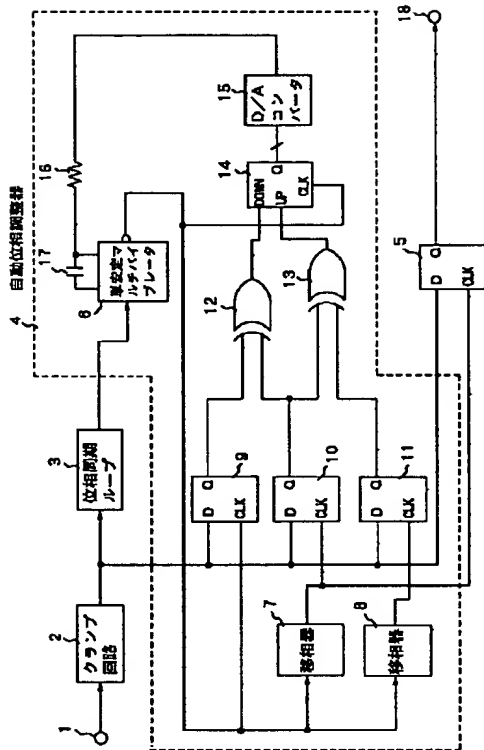 自動位相調整器
4
1
2
クランプ
回路
3
位相同期
ループ
17
16
6
単安定マ
ルチバイ
ブレータ
15
D/A
コン
バータ
14
DOWN
UP
Q
CLK
12
13
9
D Q
CLK
10
D Q
CLK
11
D Q
CLK
7
移相器
8
移相器
5
D Q
CLK
18